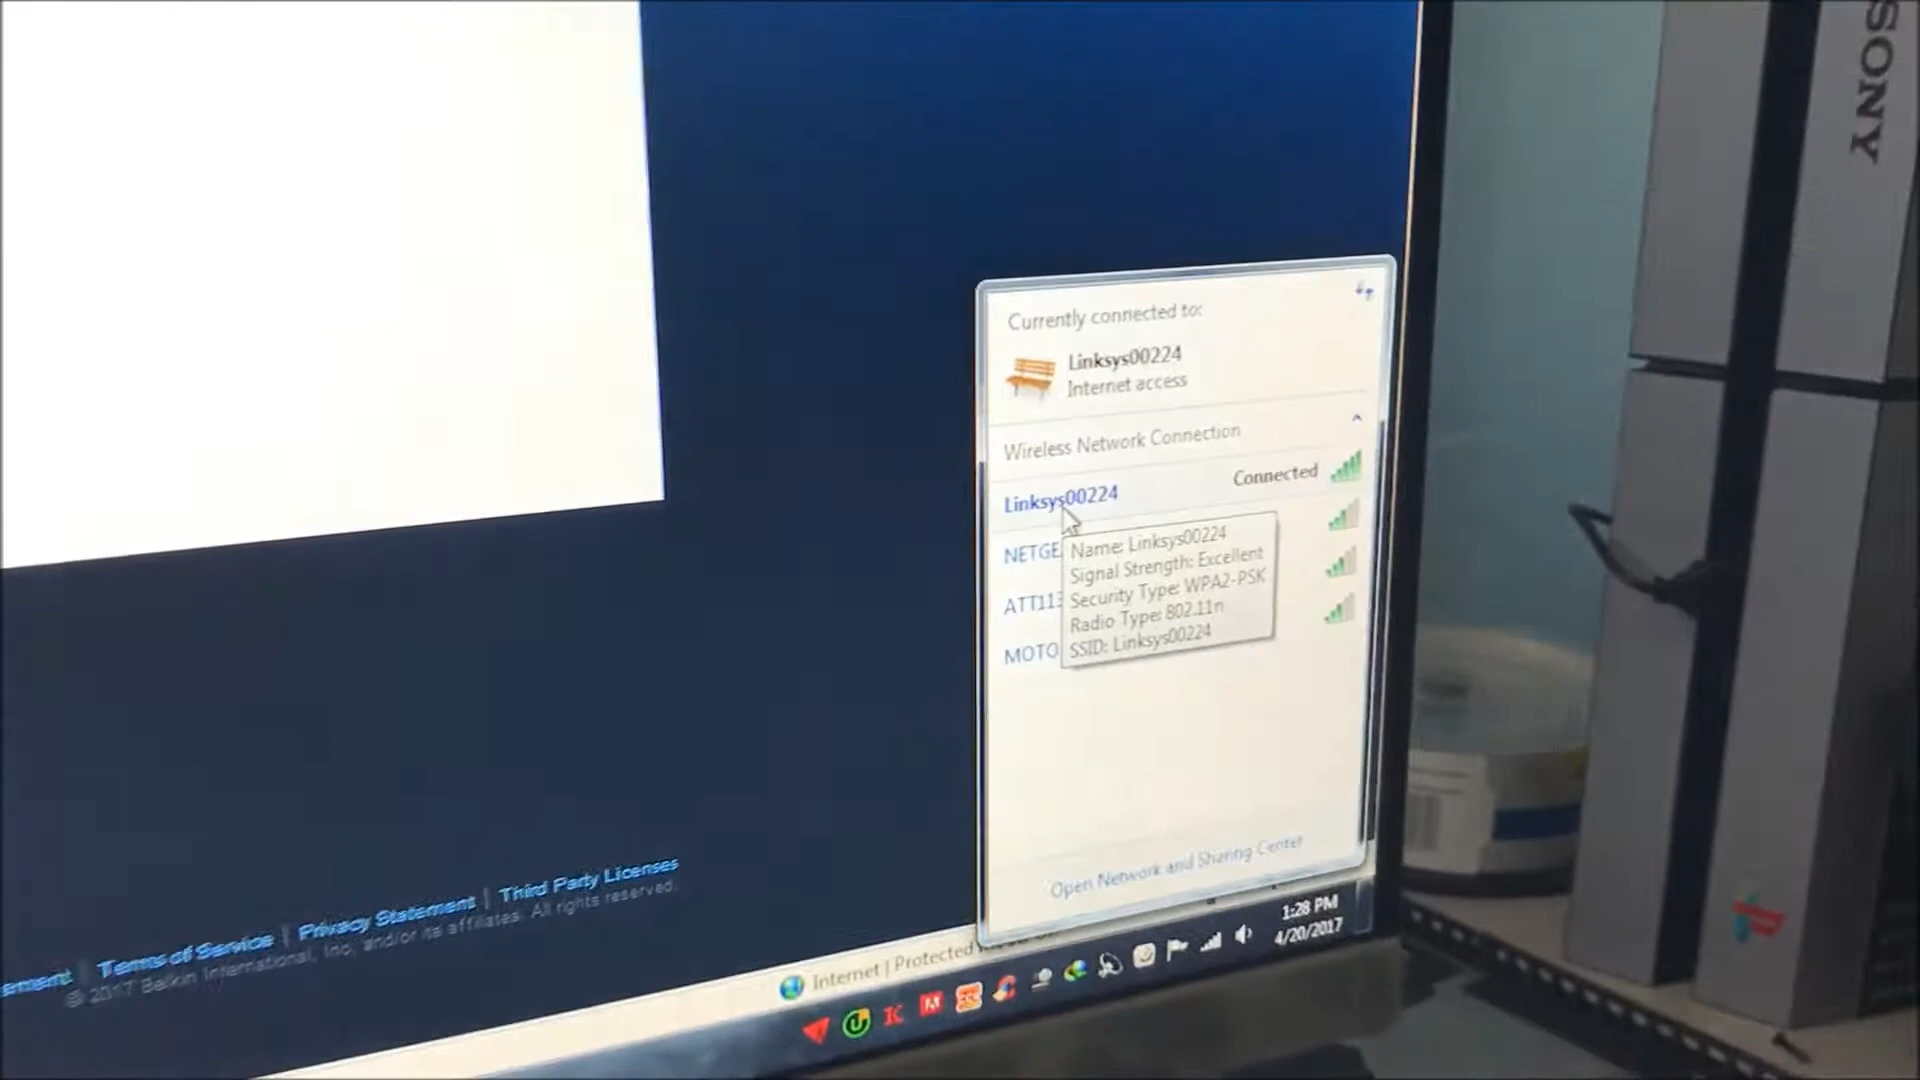 SONY
Currently connected to:
Linksys00224
Internet access
Wireless Network Connection
Linksys00224
Connected
NETGE
ATT113
MOTO
Name: Linksys00224
Signal Strength: Excellent
Security Type: WPA2-PSK
Radio Type: 802.11n
SSID: Linksys00224
Open Network and Sharing Center
Terms of Service | Privacy Statement | Third Party Licenses
© 2017 Belkin International, Inc. and/or its affiliates. All rights reserved.
Internet | Protected
1:28 PM
4/20/2017